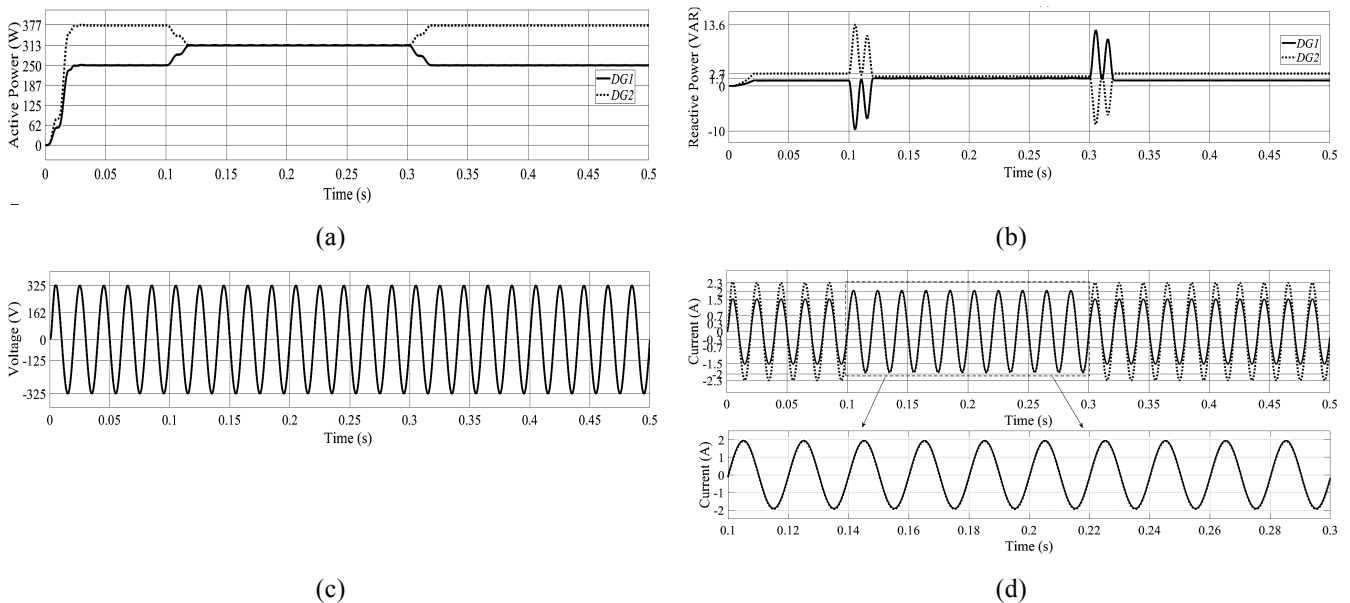 Active Power (W)
377
313
250
187
125
62
0
DG1
DG2
0 0.05 0.1 0.15 0.2 0.25 0.3 0.35 0.4 0.45 0.5
Time (s)
(a)
Reactive Power (VAR)
13.6
2.7
1.7
0
-10
DG1
DG2
0 0.05 0.1 0.15 0.2 0.25 0.3 0.35 0.4 0.45 0.5
Time (s)
(b)
Voltage (V)
325
162
0
-125
-325
0 0.05 0.1 0.15 0.2 0.25 0.3 0.35 0.4 0.45 0.5
Time (s)
(c)
Current (A)
2.3
1.5
0.7
-0.7
-1.5
-2
-2.3
0 0.05 0.1 0.15 0.2 0.25 0.3 0.35 0.4 0.45 0.5
Time (s)
Current (A)
2
1
0
-1
-2
0.1 0.12 0.14 0.16 0.18 0.2 0.22 0.24 0.26 0.28 0.3
Time (s)
(d)